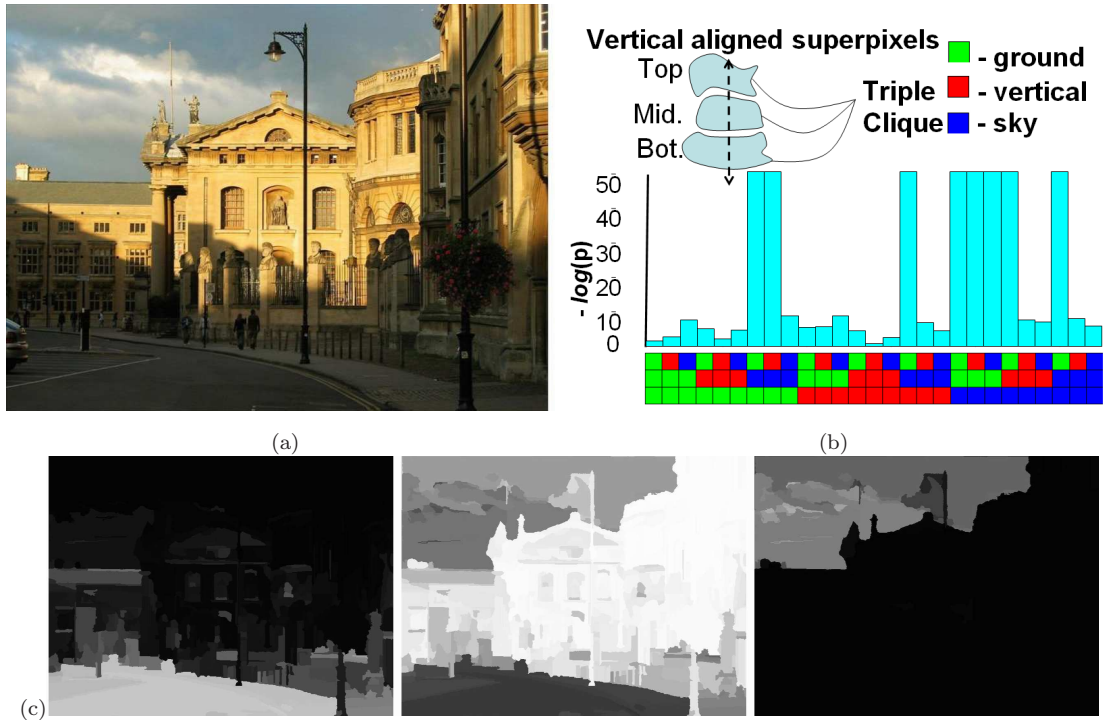 Vertical aligned superpixels
Top
Mid.
Bot.
Triple
Clique
- ground
- vertical
- sky
50
40
30
20
10
0
- log(p)
(a)
(b)
(c)